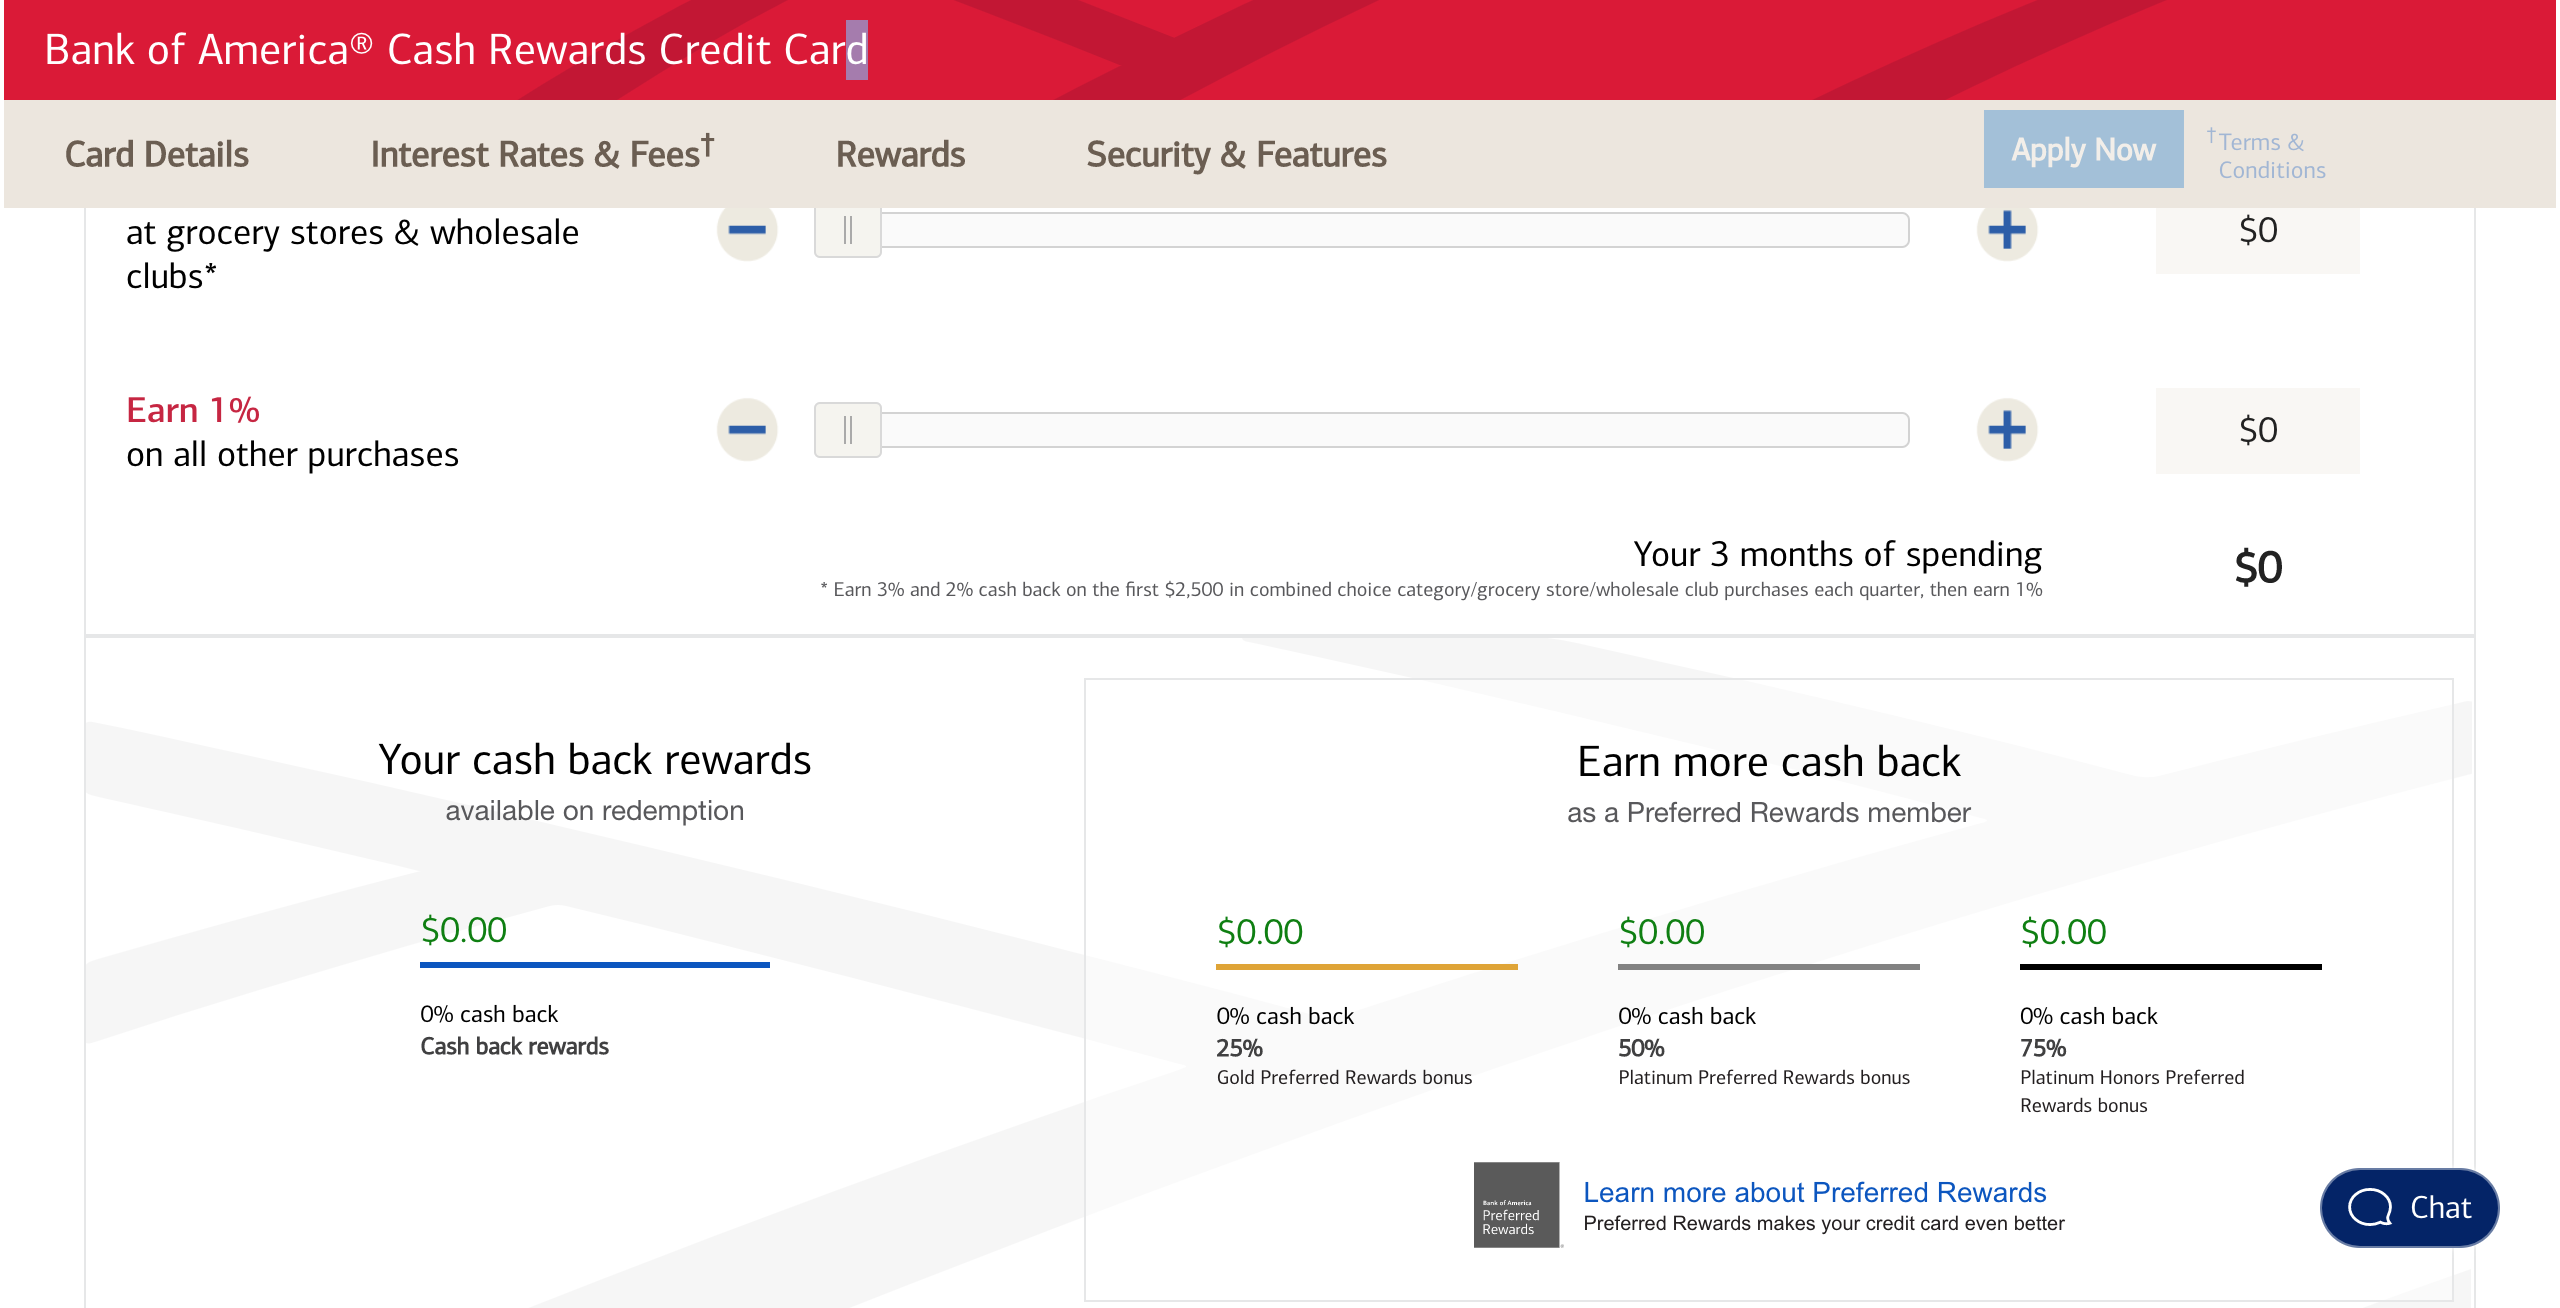 Bank of America® Cash Rewards Credit Card
Card Details
Interest Rates & Fees†
Rewards
Security & Features
Apply Now
†Terms &
Conditions
at grocery stores & wholesale
clubs*
$0
Earn 1%
on all other purchases
$0
Your 3 months of spending
$0
* Earn 3% and 2% cash back on the first $2,500 in combined choice category/grocery store/wholesale club purchases each quarter, then earn 1%
Your cash back rewards
available on redemption
$0.00
0% cash back
Cash back rewards
Earn more cash back
as a Preferred Rewards member
$0.00
0% cash back
25%
Gold Preferred Rewards bonus
$0.00
0% cash back
50%
Platinum Preferred Rewards bonus
$0.00
0% cash back
75%
Platinum Honors Preferred
Rewards bonus
Bank of America
Preferred
Rewards
Learn more about Preferred Rewards
Preferred Rewards makes your credit card even better
Chat